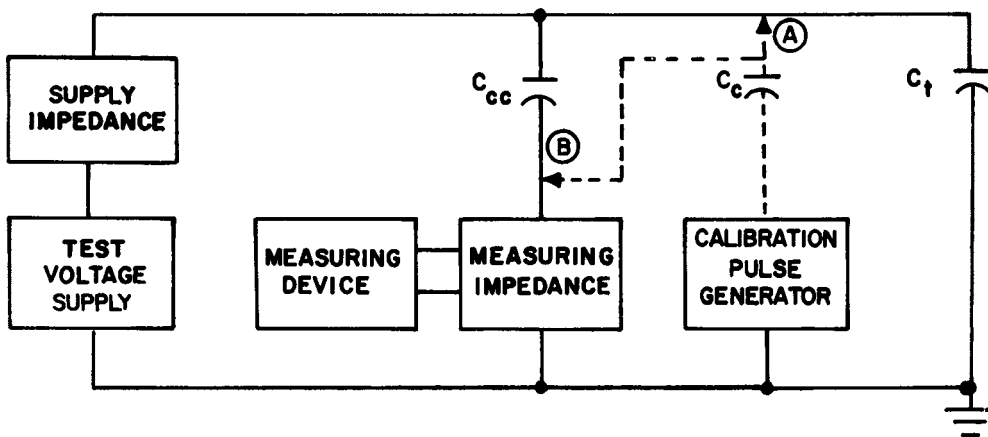 A
SUPPLY
IMPEDANCE
Ccc
Cc
Ct
B
TEST
VOLTAGE
SUPPLY
MEASURING
DEVICE
MEASURING
IMPEDANCE
CALIBRATION
PULSE
GENERATOR